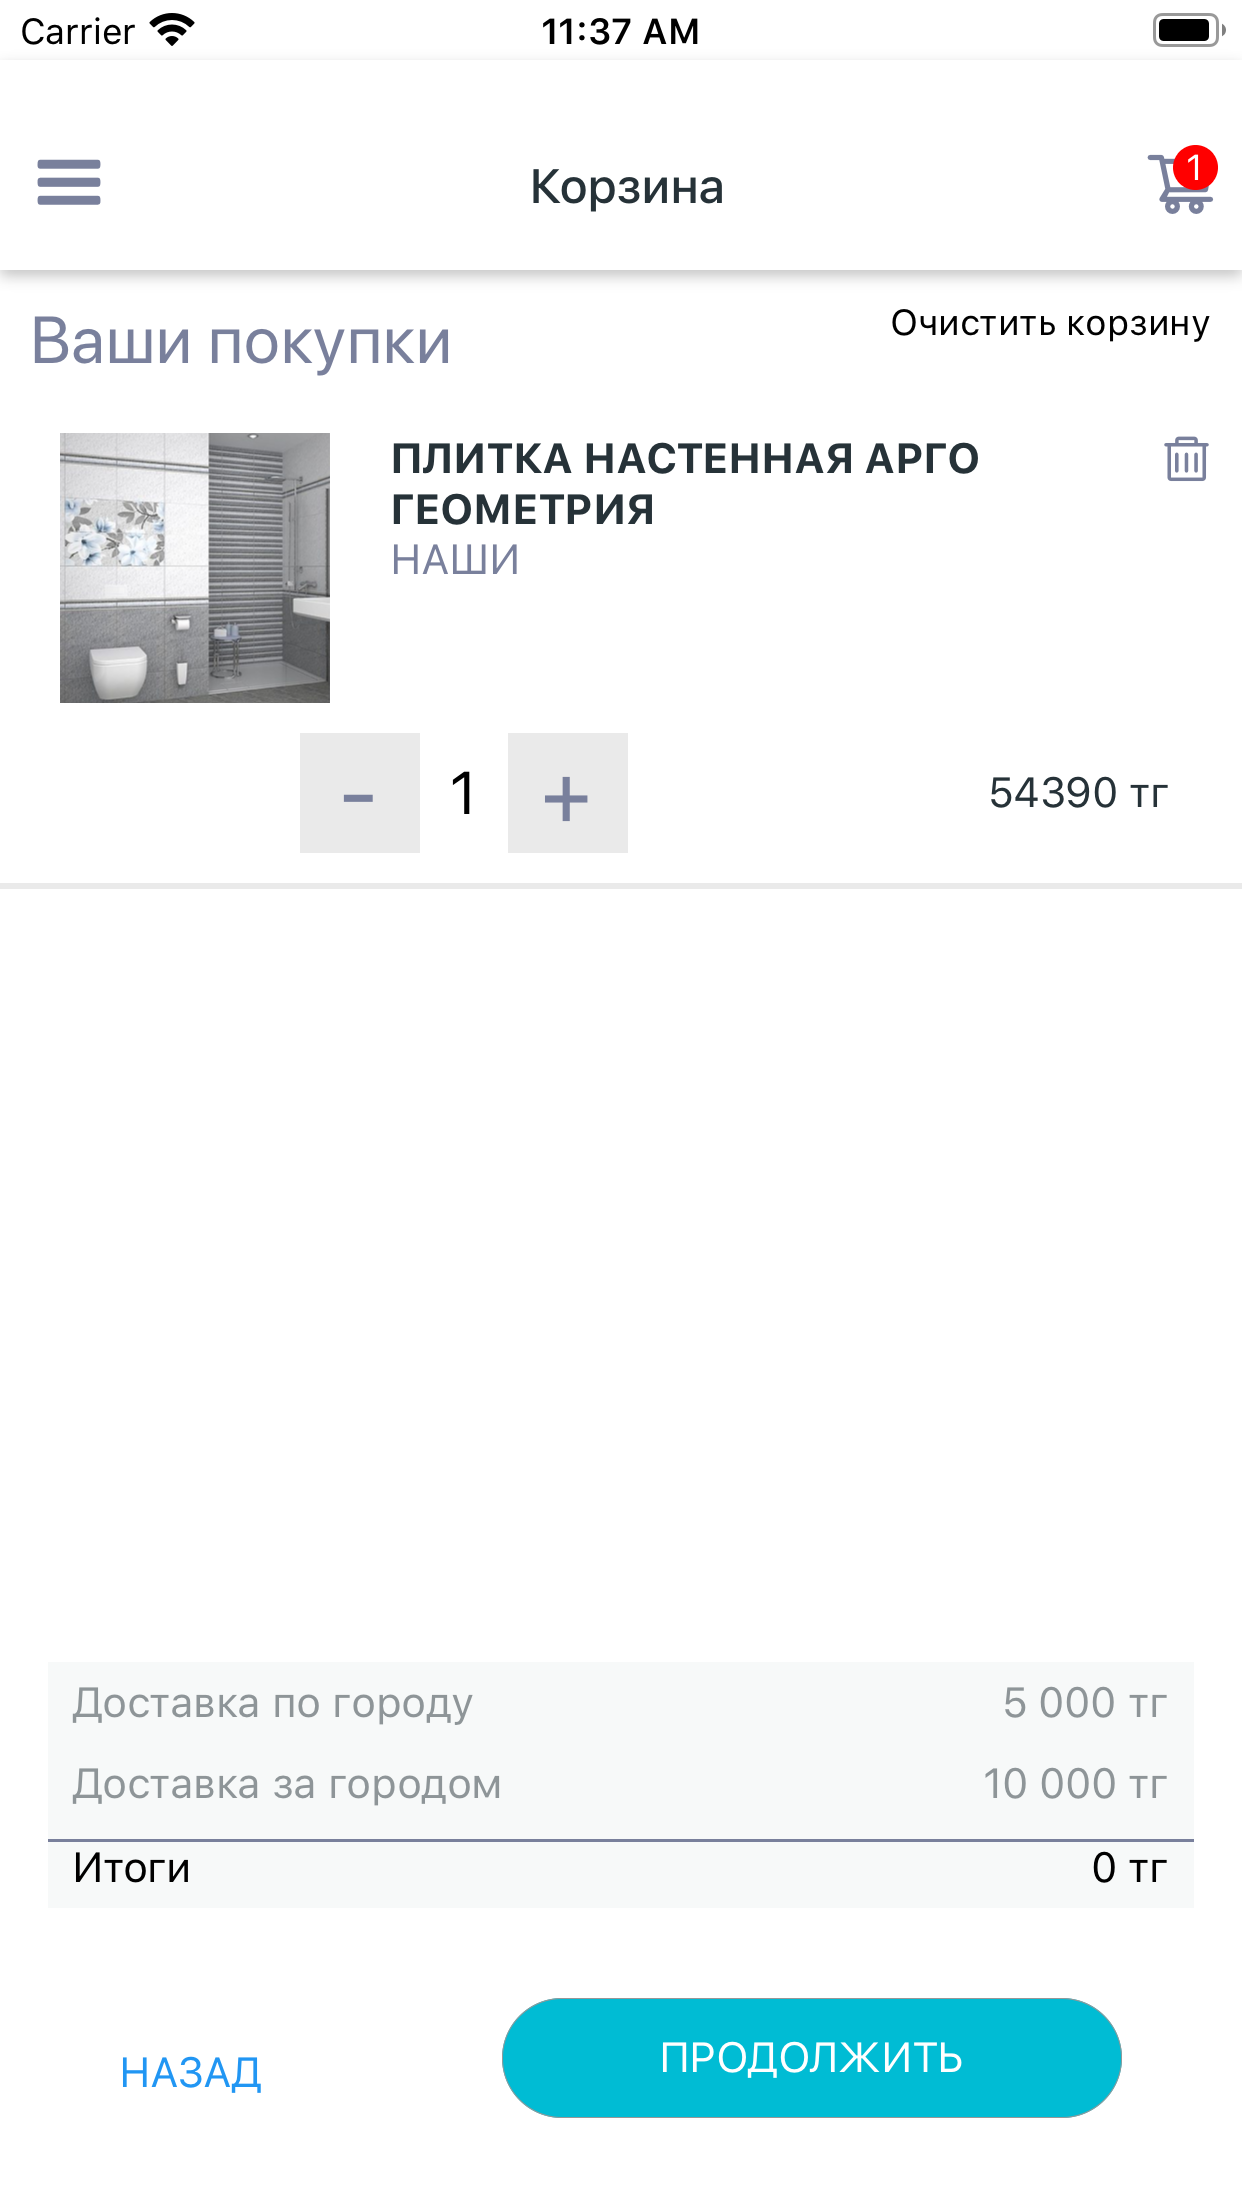 Carrier 11:37 AM
Корзина 1
Ваши покупки Очистить корзину
ПЛИТКА НАСТЕННАЯ АРГО
ГЕОМЕТРИЯ
НАШИ
- 1 + 54390 тг
Доставка по городу 5 000 тг
Доставка за городом 10 000 тг
Итоги 0 тг
НАЗАД ПРОДОЛЖИТЬ